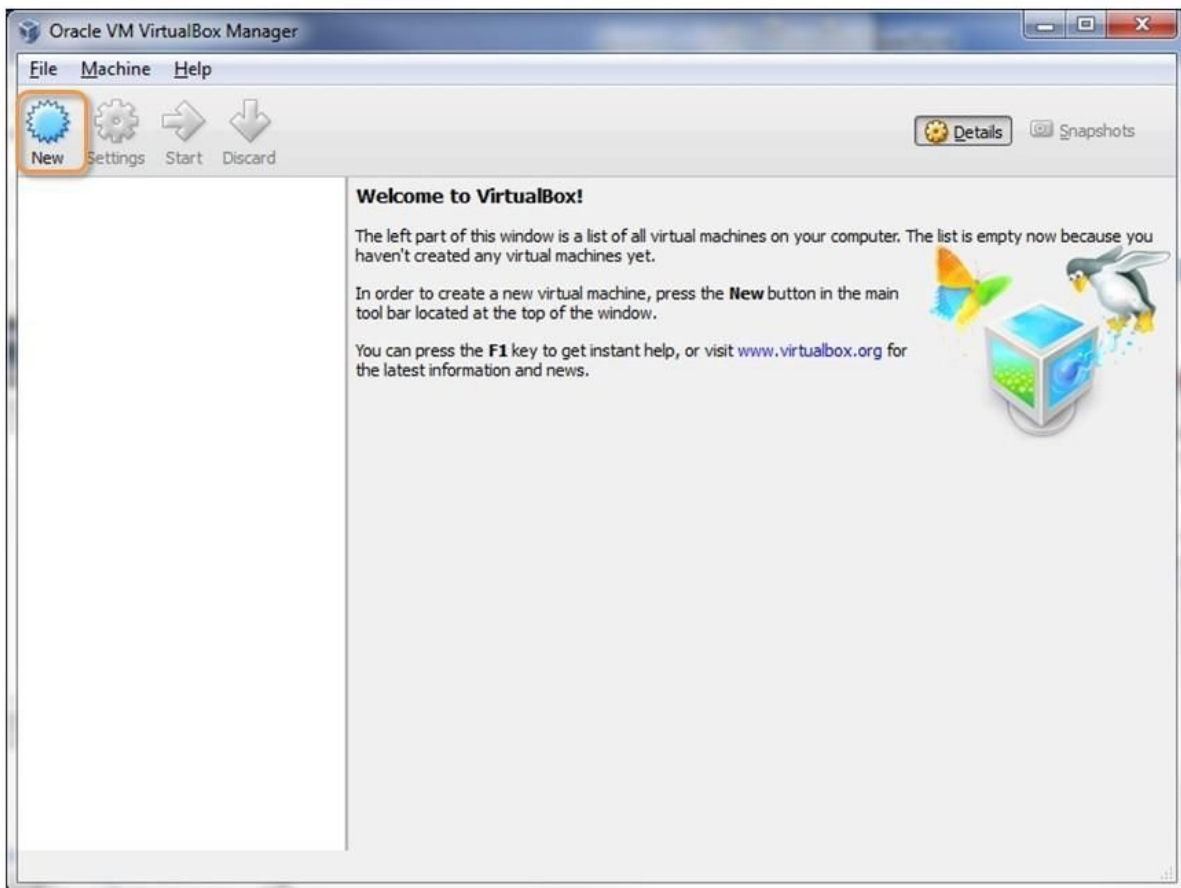 Oracle VM VirtualBox Manager
File Machine Help
New Settings Start Discard
Details Snapshots
Welcome to VirtualBox!
The left part of this window is a list of all virtual machines on your computer. The list is empty now because you
haven't created any virtual machines yet.
In order to create a new virtual machine, press the New button in the main
tool bar located at the top of the window.
You can press the F1 key to get instant help, or visit www.virtualbox.org for
the latest information and news.